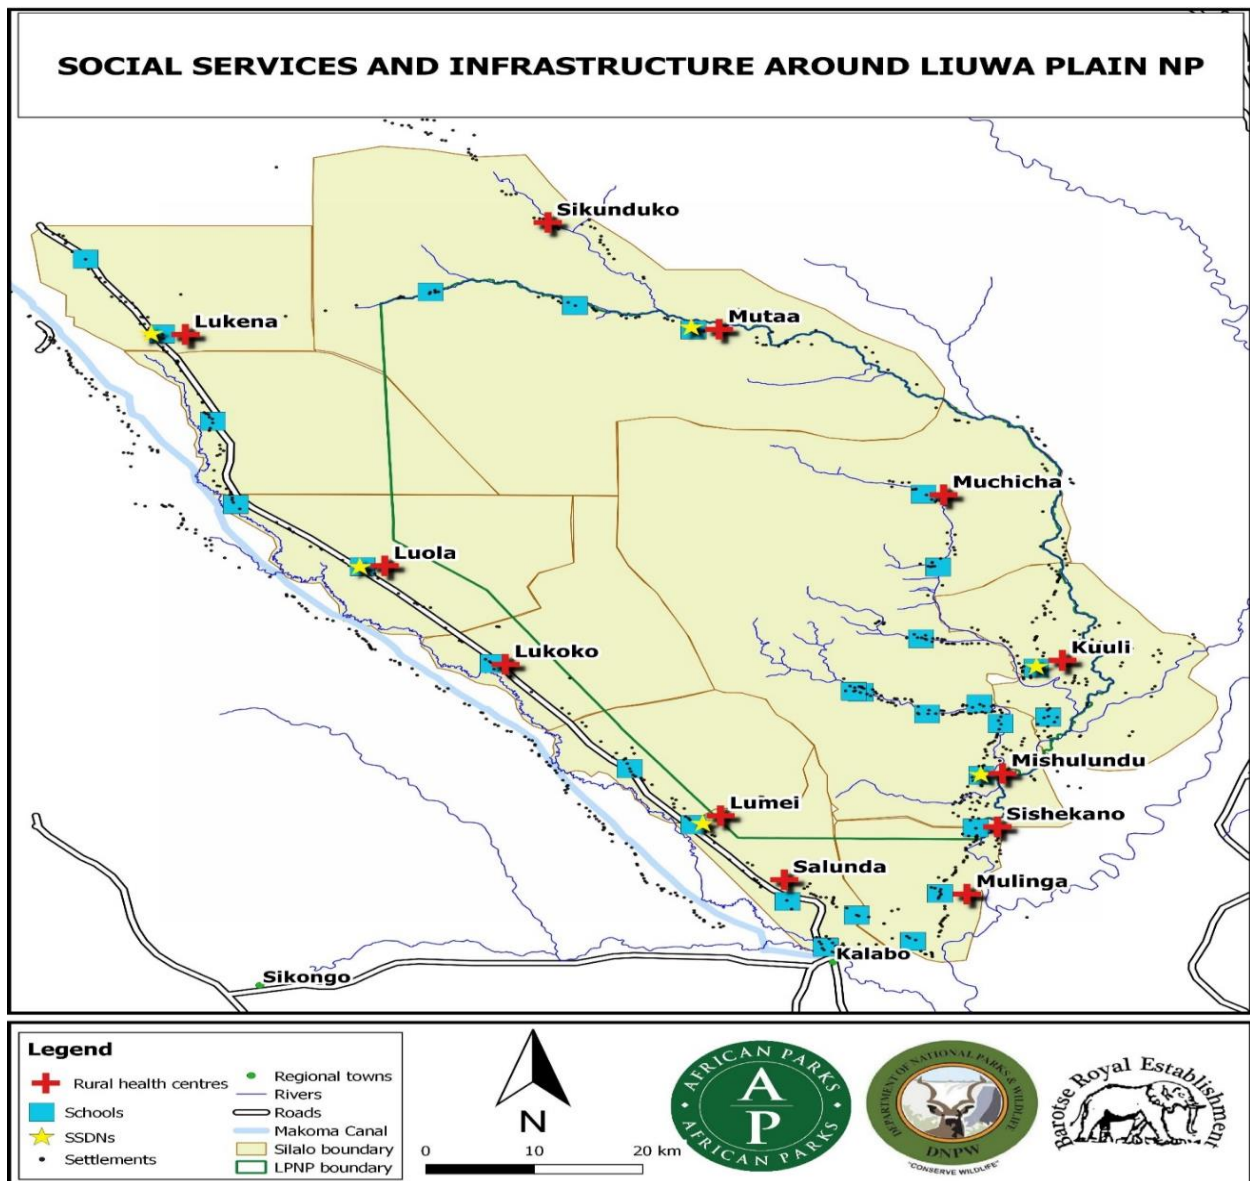 SOCIAL SERVICES AND INFRASTRUCTURE AROUND LIUWA PLAIN NP
Sikunduko
Lukena
Mutaa
Muchicha
Luola
Kuuli
Lukoko
Mishulundu
Lumei
Sishekano
Salunda
Mulinga
Kalabo
Sikongo
Legend
Rural health centres
Schools
SSDNs
Settlements
Regional towns
Rivers
Roads
Makoma Canal
Silalo boundary
LPNP boundary
N
0 10 20 km
AFRICAN PARKS
A
P
AFRICAN PARKS
DEPARTMENT OF NATIONAL PARKS & WILDLIFE
DNPW
"CONSERVE WILDLIFE"
Barotse Royal Establishment